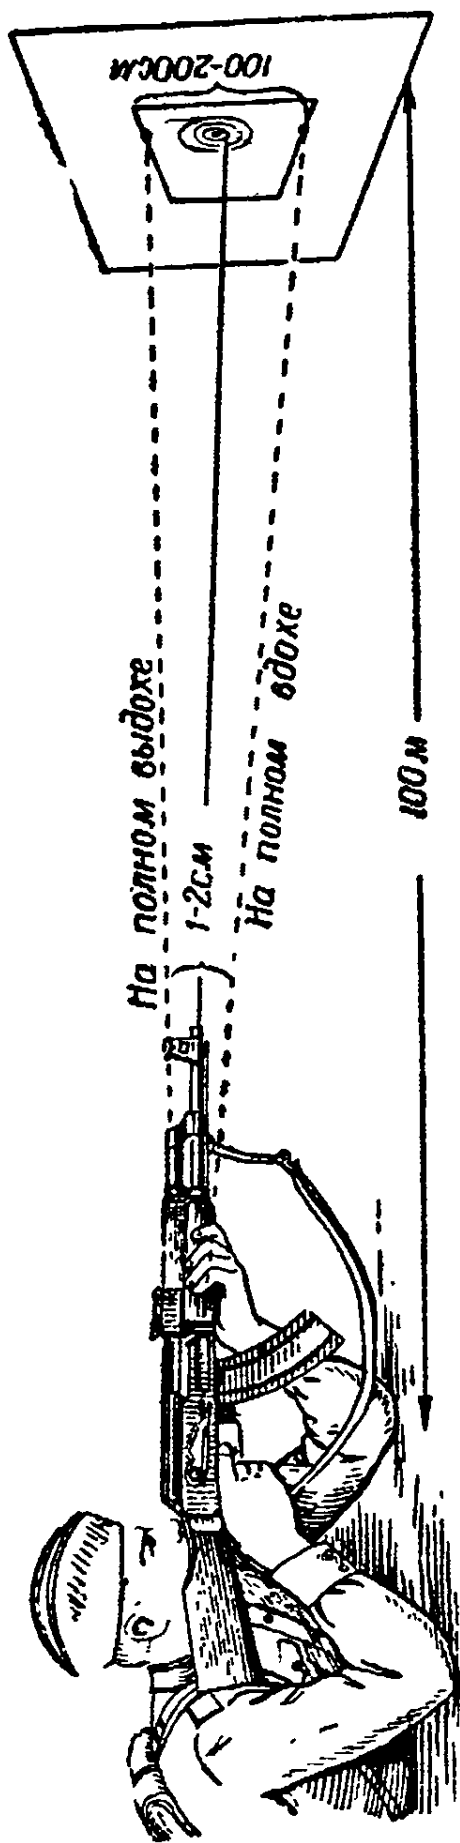 100-200см
На полном выдохе
1-2см
На полном вдохе
100м